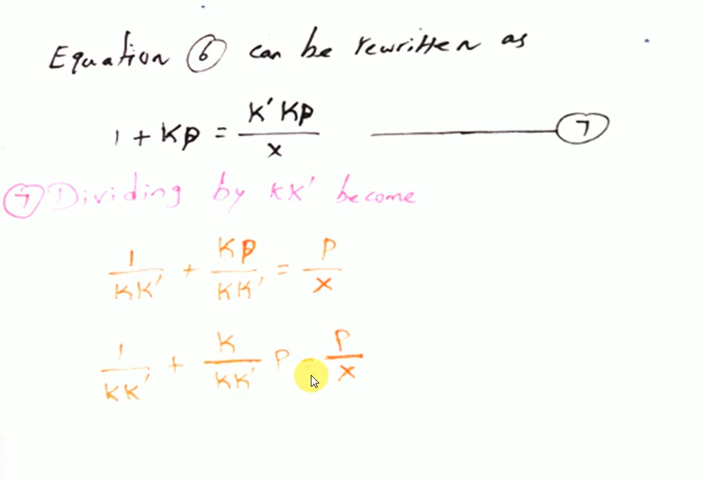 Equation ⑥ can be rewritten as
1 + Kp = K' Kp / x ⑦
⑦ Dividing by KK' become
1 / KK' + Kp / KK' = P / x
1 / KK' + K / KK' P = P / x